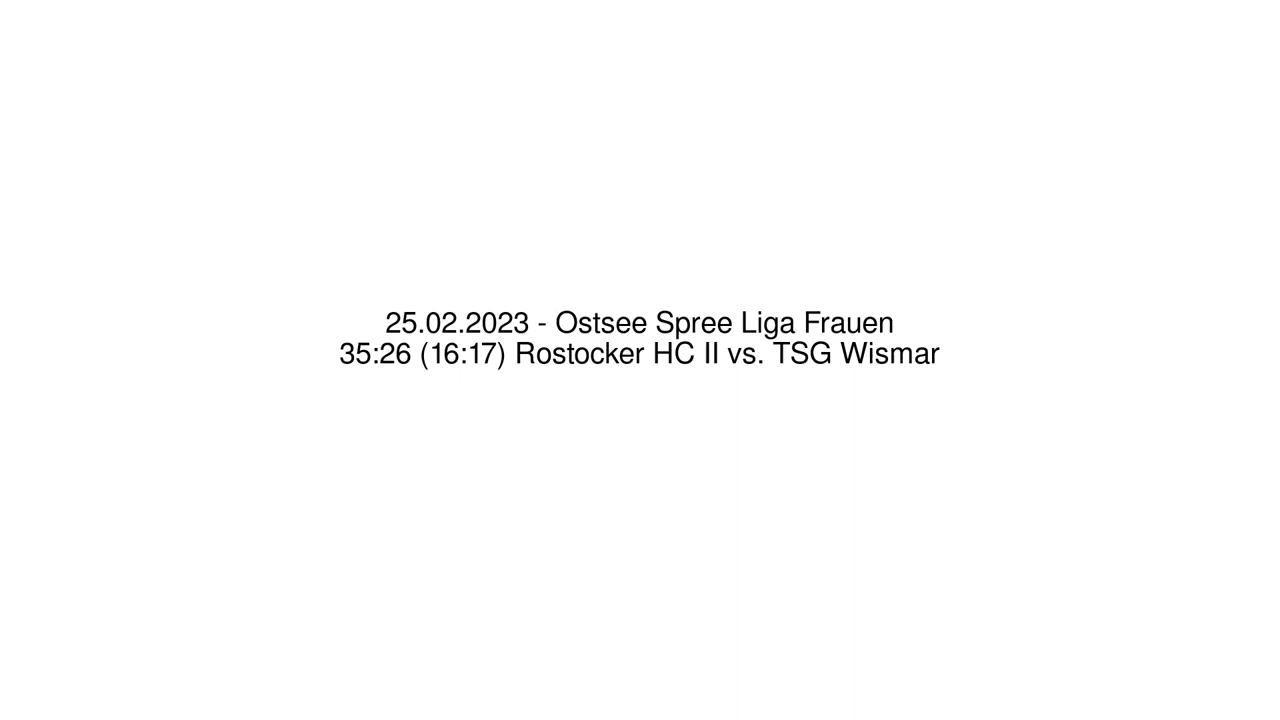 25.02.2023 - Ostsee Spree Liga Frauen
35:26 (16:17) Rostocker HC II vs. TSG Wismar